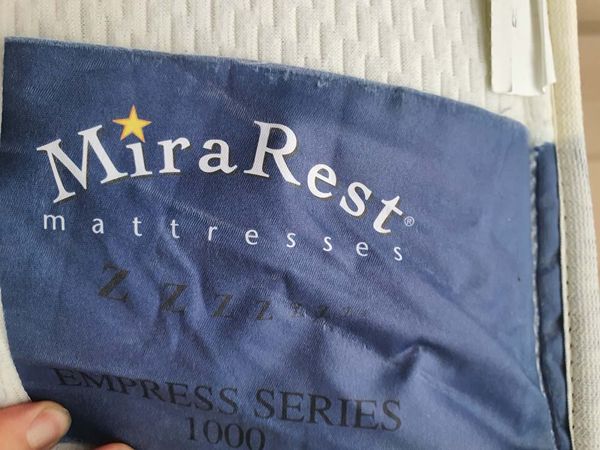 MiraRest®
mattresses
Z Z Z Z Z Z Z Z
EMPRESS SERIES
1000